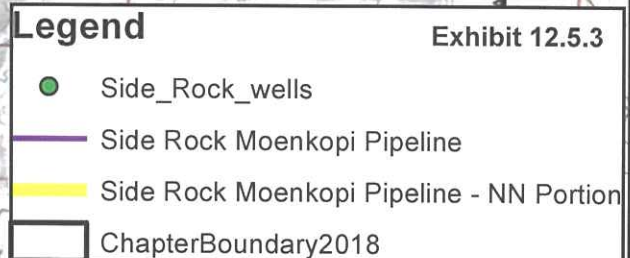 Legend
Exhibit 12.5.3
Side_Rock_wells
Side Rock Moenkopi Pipeline
Side Rock Moenkopi Pipeline - NN Portion
ChapterBoundary2018